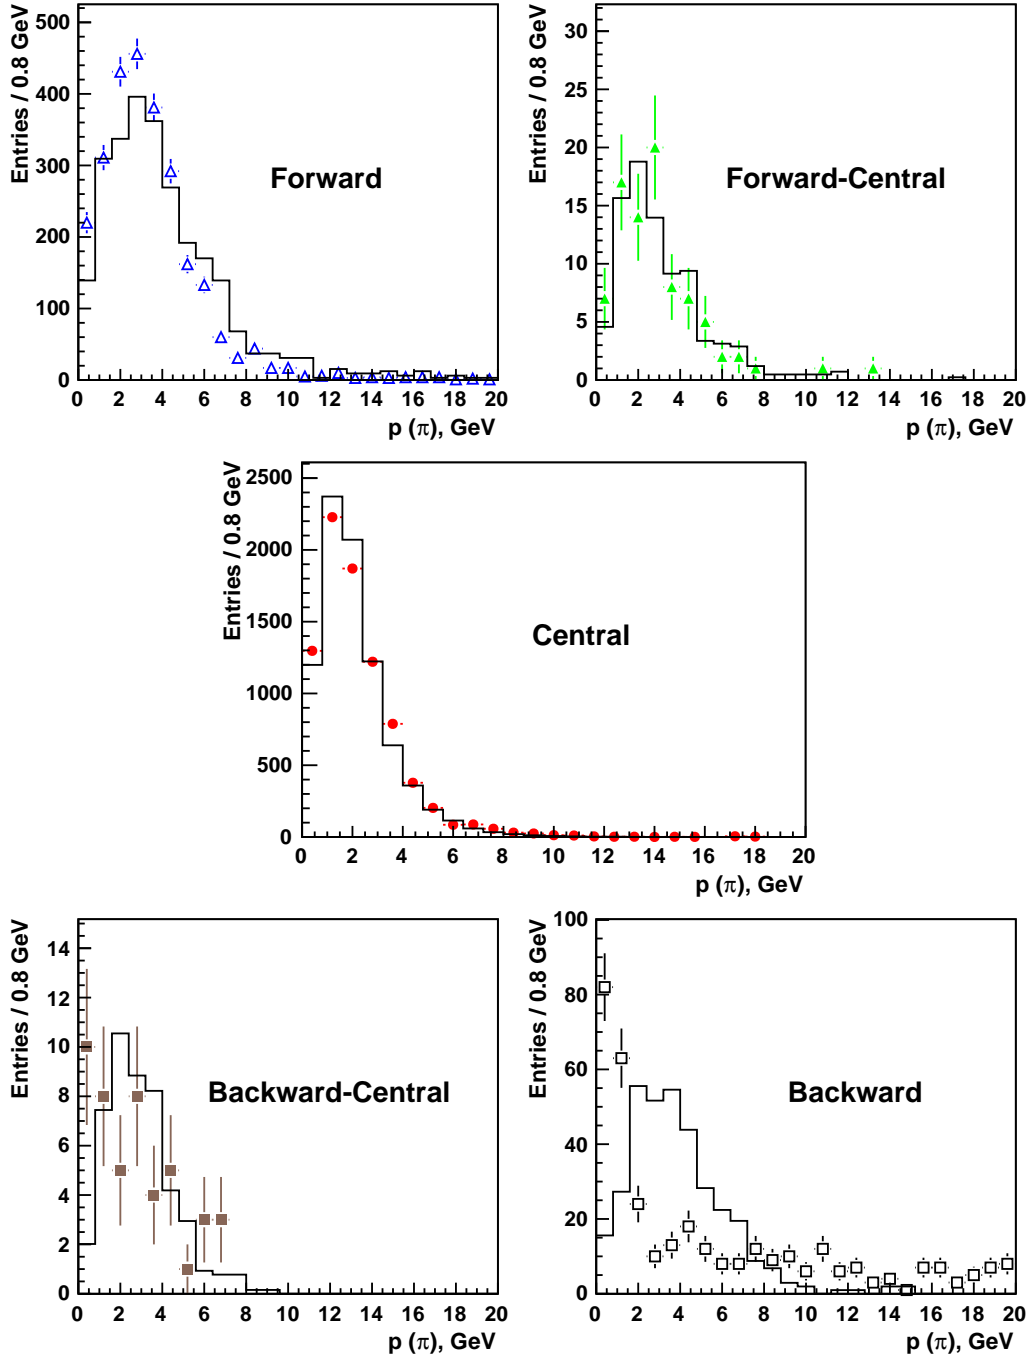 Entries / 0.8 GeV
500
400
300
200
100
0
Forward
0 2 4 6 8 10 12 14 16 18 20
p (π), GeV
Entries / 0.8 GeV
30
25
20
15
10
5
0
Forward-Central
0 2 4 6 8 10 12 14 16 18 20
p (π), GeV
Entries / 0.8 GeV
2500
2000
1500
1000
500
0
Central
0 2 4 6 8 10 12 14 16 18 20
p (π), GeV
Entries / 0.8 GeV
14
12
10
8
6
4
2
0
Backward-Central
0 2 4 6 8 10 12 14 16 18 20
p (π), GeV
Entries / 0.8 GeV
100
80
60
40
20
0
Backward
0 2 4 6 8 10 12 14 16 18 20
p (π), GeV